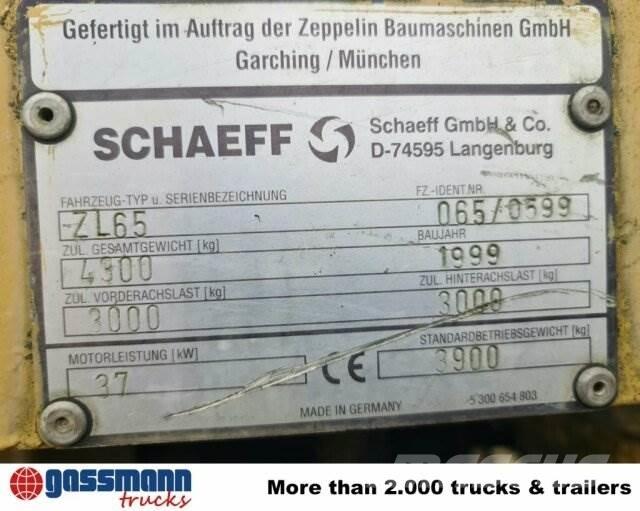 Gefertigt im Auftrag der Zeppelin Baumaschinen GmbH
Garching / München
SCHAEFF
Schaeff GmbH & Co.
D-74595 Langenburg
FAHRZEUG-TYP u. SERIENBEZEICHNUNG
FZ.-IDENT.NR.
ZL65
065/0599
ZUL. GESAMTGEWICHT [kg]
BAUJAHR
4900
1999
ZUL. VORDERACHSLAST [kg]
ZUL. HINTERACHSLAST [kg]
3000
3000
MOTORLEISTUNG [kW]
STANDARDBETRIEBSGEWICHT [kg]
37
CE
3900
MADE IN GERMANY
5 300 654 803
gassmann
trucks
More than 2.000 trucks & trailers